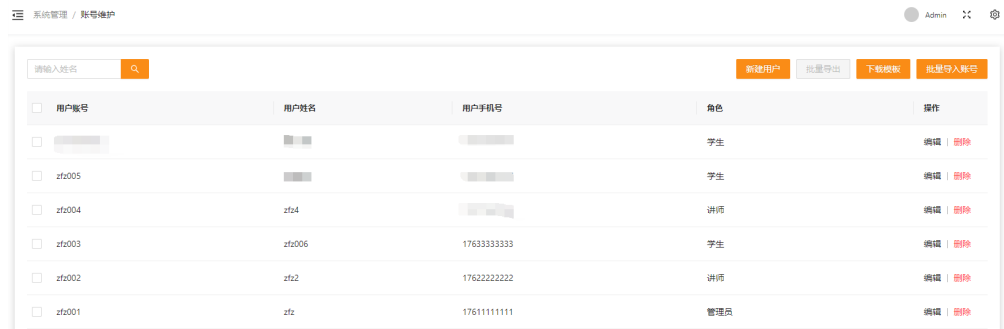 系统管理 / 账号维护 Admin
请输入姓名 新建用户 批量导出 下载模板 批量导入账号
用户账号 用户姓名 用户手机号 角色 操作
学生 编辑 | 删除
zfz005 学生 编辑 | 删除
zfz004 zfz4 讲师 编辑 | 删除
zfz003 zfz006 17633333333 学生 编辑 | 删除
zfz002 zfz2 17622222222 讲师 编辑 | 删除
zfz001 zfz 17611111111 管理员 编辑 | 删除